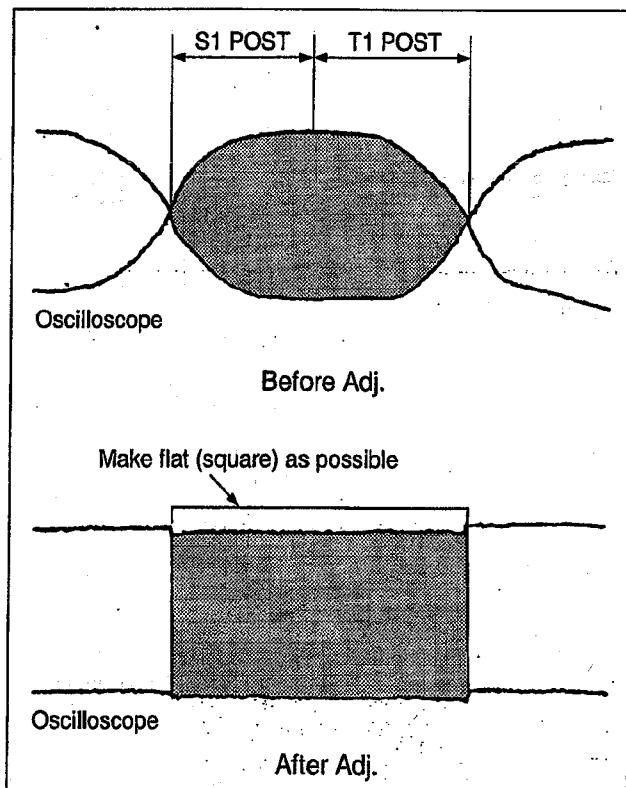 S1 POST T1 POST
Oscilloscope
Before Adj.
Make flat (square) as possible
Oscilloscope
After Adj.